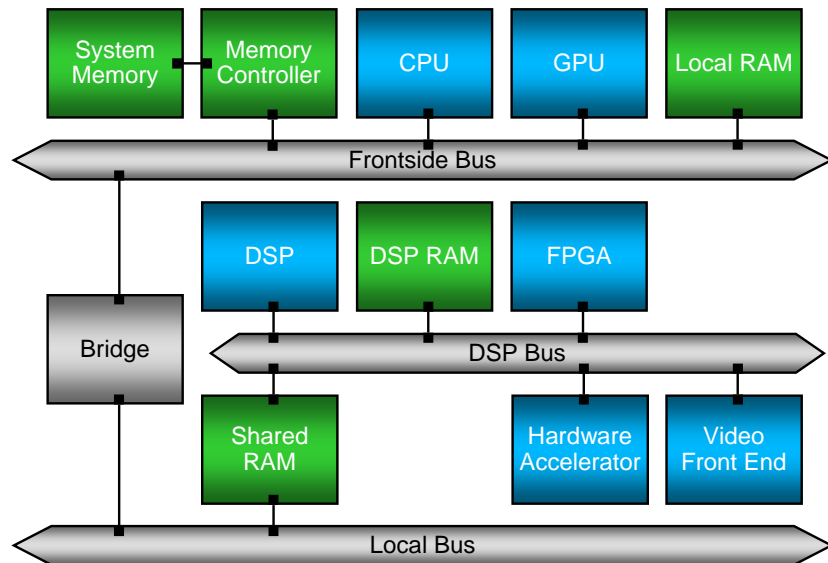 System
Memory
Memory
Controller
CPU
GPU
Local RAM
Frontside Bus
DSP
DSP RAM
FPGA
Bridge
DSP Bus
Shared
RAM
Hardware
Accelerator
Video
Front End
Local Bus